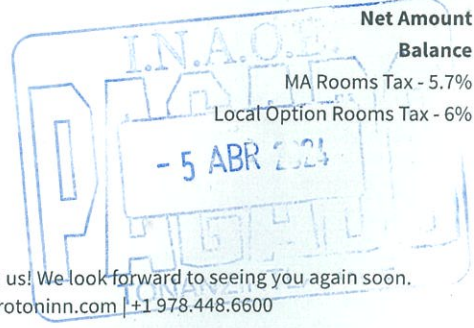 Net Amount
Balance
MA Rooms Tax - 5.7%
Local Option Rooms Tax - 6%
I.N.A.O.E.
PAGADO
- 5 ABR 2024
us! We look forward to seeing you again soon.
rotoninn.com | +1 978.448.6600